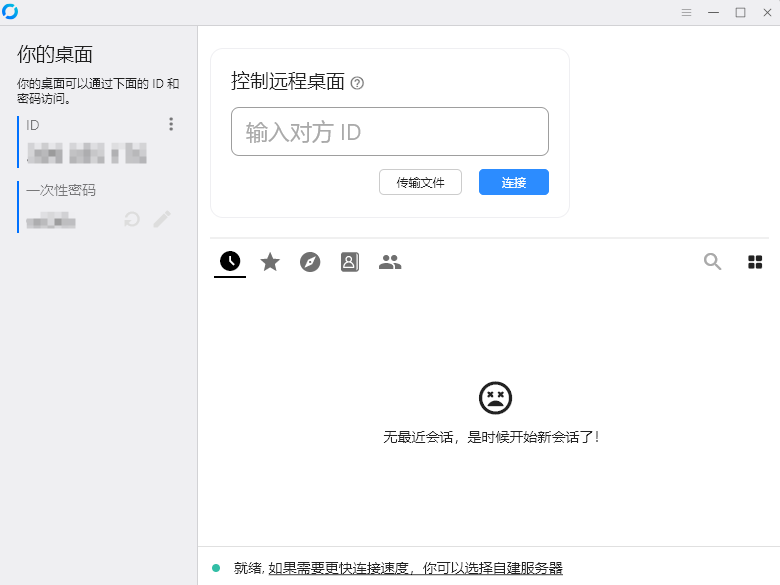 你的桌面
你的桌面可以通过下面的 ID 和
密码访问。
ID
一次性密码
控制远程桌面
输入对方 ID
传输文件
连接
无最近会话，是时候开始新会话了！
就绪, 如果需要更快连接速度，你可以选择自建服务器